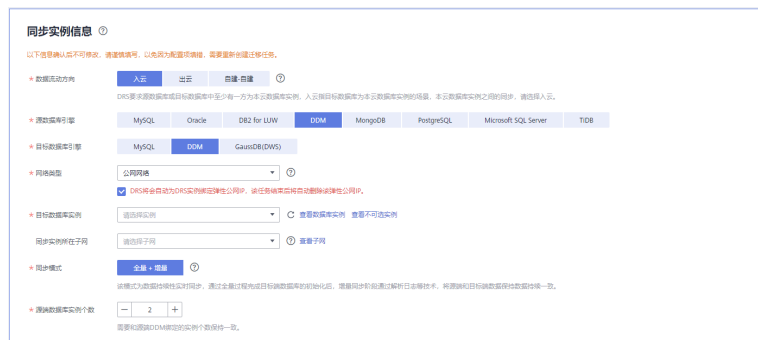 同步实例信息
以下信息确认后不可修改，请谨慎填写，以免因为配置项填错，需要重新创建迁移任务。
* 数据流动方向 入云 出云 自建-自建
DRS要求源数据库或目标数据库中至少有一方为本云数据库实例，入云指目标数据库为本云数据库实例的场景，本云数据库实例之间的同步，请选择入云。
* 源数据库引擎 MySQL Oracle DB2 for LUW DDM MongoDB PostgreSQL Microsoft SQL Server TiDB
* 目标数据库引擎 MySQL DDM GaussDB(DWS)
* 网络类型 公网网络
DRS将会自动为DRS实例绑定弹性公网IP，该任务结束后将自动删除该弹性公网IP。
* 目标数据库实例 请选择实例 查看数据库实例 查看不可选实例
同步实例所在子网 请选择子网 查看子网
* 同步模式 全量 + 增量
该模式为数据持续性实时同步，通过全量过程完成目标端数据库的初始化后，增量同步阶段通过解析日志等技术，将源端和目标端数据保持数据持续一致。
* 源端数据库实例个数 2
需要和源端DDM绑定的实例个数保持一致。